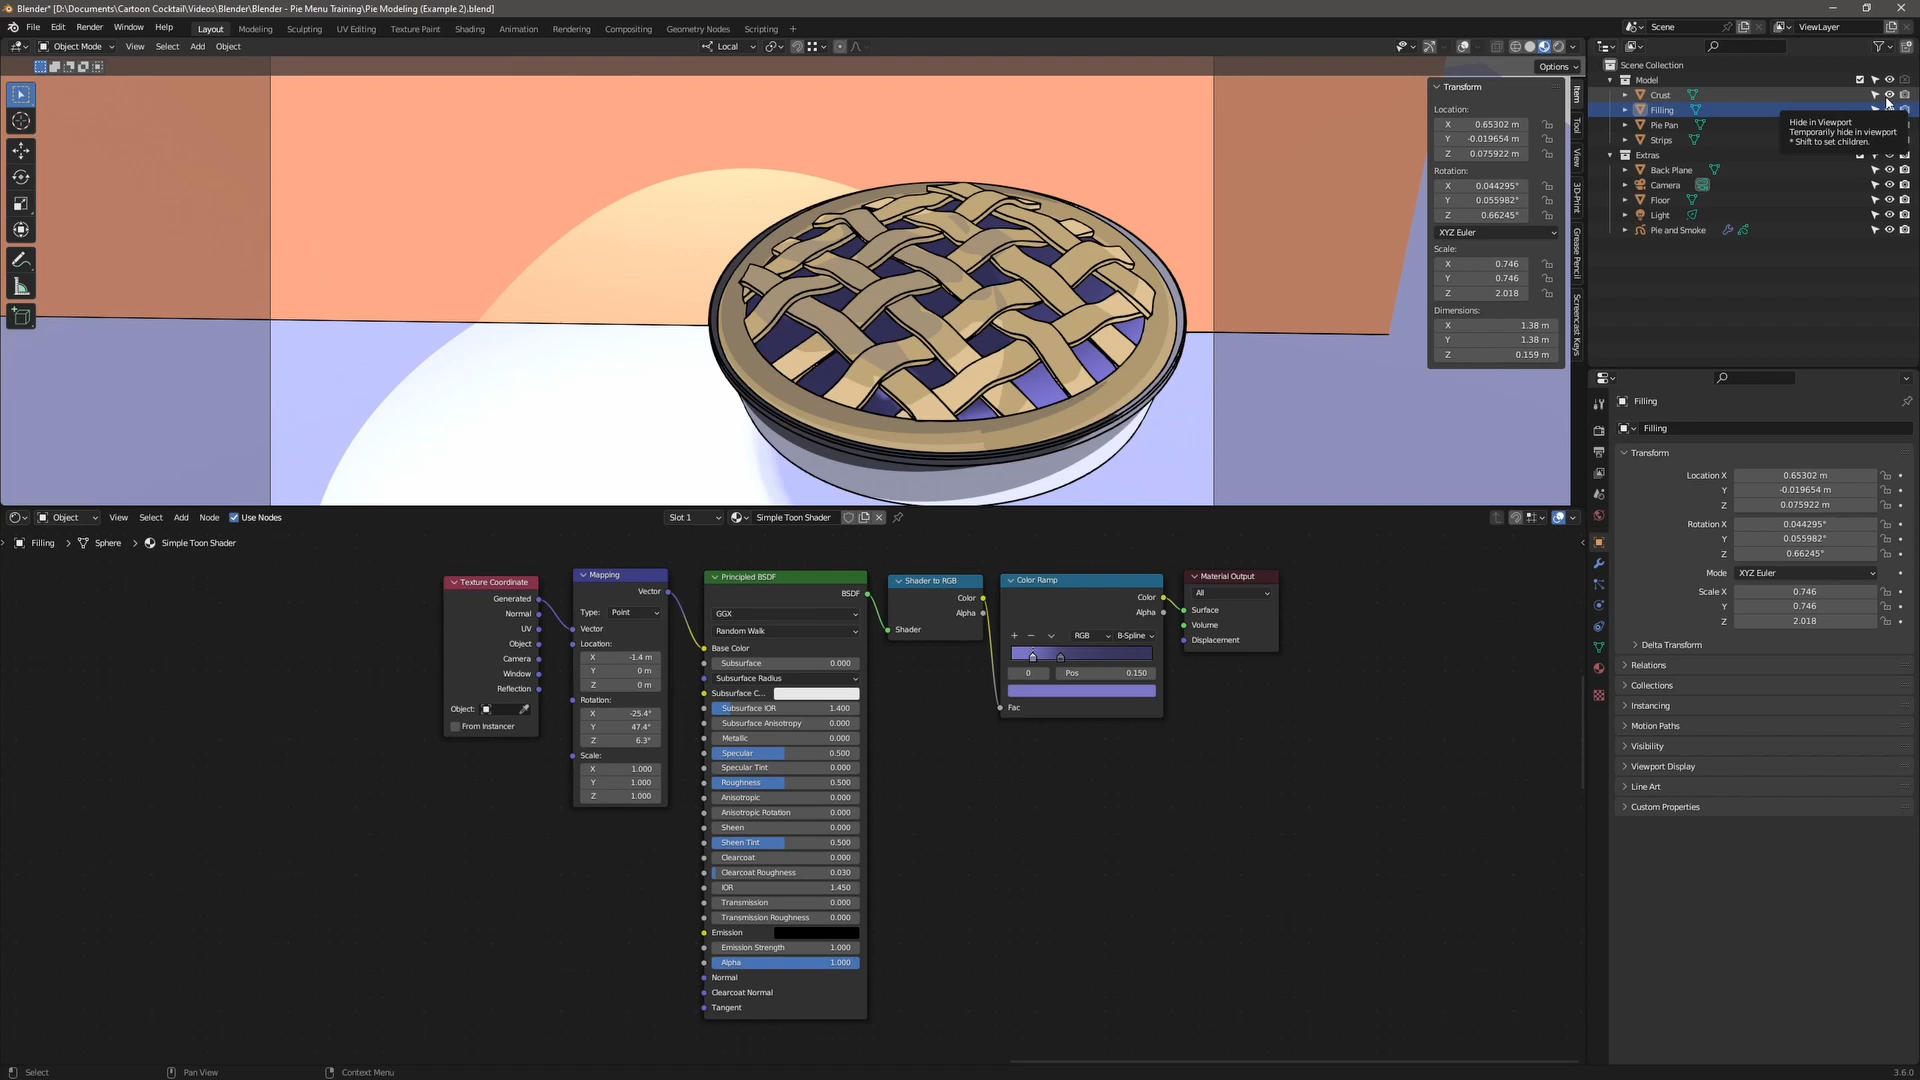 Blender* [D:\Documents\Cartoon Cocktail\Videos\Blender\Blender - Pie Menu Training\Pie Modeling (Example 2).blend]
File Edit Render Window Help Layout Modeling Sculpting UV Editing Texture Paint Shading Animation Rendering Compositing Geometry Nodes Scripting + Scene ViewLayer
Object Mode View Select Add Object Local
Options
Transform
Location:
X 0.65302 m
Y -0.019654 m
Z 0.075922 m
Rotation:
X 0.044295°
Y 0.055982°
Z 0.66245°
XYZ Euler
Scale:
X 0.746
Y 0.746
Z 2.018
Dimensions:
X 1.38 m
Y 1.38 m
Z 0.159 m
Item
Tool
View
3D-Print
Grease Pencil
Screencast Keys
Scene Collection
Model
Crust
Filling
Pie Pan
Strips
Extras
Back Plane
Camera
Floor
Light
Pie and Smoke
Hide in Viewport
Temporarily hide in viewport
* Shift to set children.
Filling
Filling
Transform
Location X 0.65302 m
Y -0.019654 m
Z 0.075922 m
Rotation X 0.044295°
Y 0.055982°
Z 0.66245°
Mode XYZ Euler
Scale X 0.746
Y 0.746
Z 2.018
Delta Transform
Relations
Collections
Instancing
Motion Paths
Visibility
Viewport Display
Line Art
Custom Properties
Object View Select Add Node Use Nodes Slot 1 Simple Toon Shader
Filling > Sphere > Simple Toon Shader
Texture Coordinate
Generated
Normal
UV
Object
Camera
Window
Reflection
Object:
From Instancer
Mapping
Vector
Type: Point
Vector
Location:
X -1.4 m
Y 0 m
Z 0 m
Rotation:
X -25.4°
Y 47.4°
Z 6.3°
Scale:
X 1.000
Y 1.000
Z 1.000
Principled BSDF
BSDF
GGX
Random Walk
Base Color
Subsurface 0.000
Subsurface Radius
Subsurface C...
Subsurface IOR 1.400
Subsurface Anisotropy 0.000
Metallic 0.000
Specular 0.500
Specular Tint 0.000
Roughness 0.500
Anisotropic 0.000
Anisotropic Rotation 0.000
Sheen 0.000
Sheen Tint 0.500
Clearcoat 0.000
Clearcoat Roughness 0.030
IOR 1.450
Transmission 0.000
Transmission Roughness 0.000
Emission
Emission Strength 1.000
Alpha 1.000
Normal
Clearcoat Normal
Tangent
Shader to RGB
Color
Alpha
Shader
Color Ramp
Color
Alpha
+ − RGB B-Spline
0 Pos 0.150
Fac
Material Output
All
Surface
Volume
Displacement
Select Pan View Context Menu 3.6.0